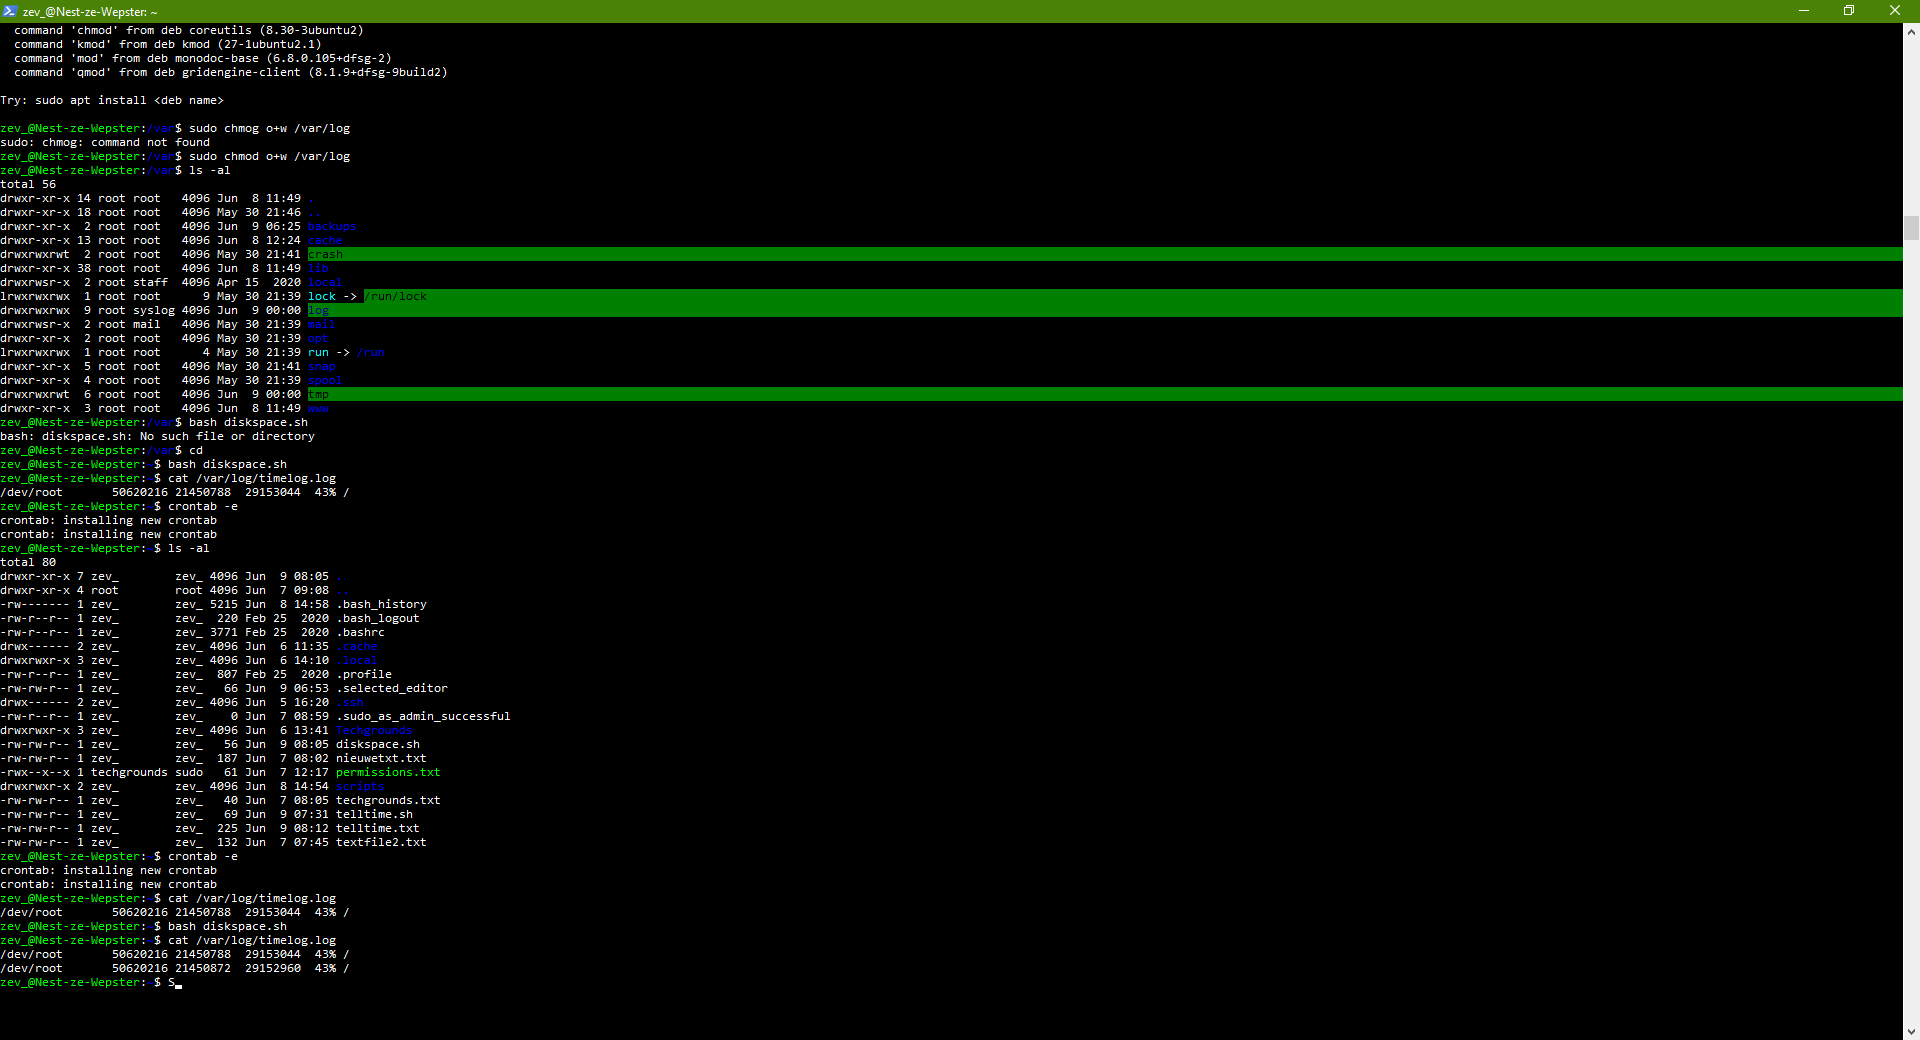 zev_@Nest-ze-Wepster: ~
  command 'chmod' from deb coreutils (8.30-3ubuntu2)
  command 'kmod' from deb kmod (27-1ubuntu2.1)
  command 'mod' from deb monodoc-base (6.8.0.105+dfsg-2)
  command 'qmod' from deb gridengine-client (8.1.9+dfsg-9build2)
Try: sudo apt install <deb name>
zev_@Nest-ze-Wepster:/var$ sudo chmog o+w /var/log
sudo: chmog: command not found
zev_@Nest-ze-Wepster:/var$ sudo chmod o+w /var/log
zev_@Nest-ze-Wepster:/var$ ls -al
total 56
drwxr-xr-x 14 root root   4096 Jun  8 11:49 .
drwxr-xr-x 18 root root   4096 May 30 21:46 ..
drwxr-xr-x  2 root root   4096 Jun  9 06:25 backups
drwxr-xr-x 13 root root   4096 Jun  8 12:24 cache
drwxrwxrwt  2 root root   4096 May 30 21:41 crash
drwxr-xr-x 38 root root   4096 Jun  8 11:49 lib
drwxrwsr-x  2 root staff  4096 Apr 15  2020 local
lrwxrwxrwx  1 root root      9 May 30 21:39 lock -> /run/lock
drwxrwxrwx  9 root syslog 4096 Jun  9 00:00 log
drwxrwsr-x  2 root mail   4096 May 30 21:39 mail
drwxr-xr-x  2 root root   4096 May 30 21:39 opt
lrwxrwxrwx  1 root root      4 May 30 21:39 run -> /run
drwxr-xr-x  5 root root   4096 May 30 21:41 snap
drwxr-xr-x  4 root root   4096 May 30 21:39 spool
drwxrwxrwt  6 root root   4096 Jun  9 00:00 tmp
drwxr-xr-x  3 root root   4096 Jun  8 11:49 www
zev_@Nest-ze-Wepster:/var$ bash diskspace.sh
bash: diskspace.sh: No such file or directory
zev_@Nest-ze-Wepster:/var$ cd
zev_@Nest-ze-Wepster:~$ bash diskspace.sh
zev_@Nest-ze-Wepster:~$ cat /var/log/timelog.log
/dev/root       50620216 21450788  29153044  43% /
zev_@Nest-ze-Wepster:~$ crontab -e
crontab: installing new crontab
crontab: installing new crontab
zev_@Nest-ze-Wepster:~$ ls -al
total 80
drwxr-xr-x 7 zev_        zev_ 4096 Jun  9 08:05 .
drwxr-xr-x 4 root        root 4096 Jun  7 09:08 ..
-rw------- 1 zev_        zev_ 5215 Jun  8 14:58 .bash_history
-rw-r--r-- 1 zev_        zev_  220 Feb 25  2020 .bash_logout
-rw-r--r-- 1 zev_        zev_ 3771 Feb 25  2020 .bashrc
drwx------ 2 zev_        zev_ 4096 Jun  6 11:35 .cache
drwxrwxr-x 3 zev_        zev_ 4096 Jun  6 14:10 .local
-rw-r--r-- 1 zev_        zev_  807 Feb 25  2020 .profile
-rw-rw-r-- 1 zev_        zev_   66 Jun  9 06:53 .selected_editor
drwx------ 2 zev_        zev_ 4096 Jun  5 16:20 .ssh
-rw-r--r-- 1 zev_        zev_    0 Jun  7 08:59 .sudo_as_admin_successful
drwxrwxr-x 3 zev_        zev_ 4096 Jun  6 13:41 Techgrounds
-rw-rw-r-- 1 zev_        zev_   56 Jun  9 08:05 diskspace.sh
-rw-rw-r-- 1 zev_        zev_  187 Jun  7 08:02 nieuwetxt.txt
-rwx--x--x 1 techgrounds sudo   61 Jun  7 12:17 permissions.txt
drwxrwxr-x 2 zev_        zev_ 4096 Jun  8 14:54 scripts
-rw-rw-r-- 1 zev_        zev_   40 Jun  7 08:05 techgrounds.txt
-rw-rw-r-- 1 zev_        zev_   69 Jun  9 07:31 telltime.sh
-rw-rw-r-- 1 zev_        zev_  225 Jun  9 08:12 telltime.txt
-rw-rw-r-- 1 zev_        zev_  132 Jun  7 07:45 textfile2.txt
zev_@Nest-ze-Wepster:~$ crontab -e
crontab: installing new crontab
crontab: installing new crontab
zev_@Nest-ze-Wepster:~$ cat /var/log/timelog.log
/dev/root       50620216 21450788  29153044  43% /
zev_@Nest-ze-Wepster:~$ bash diskspace.sh
zev_@Nest-ze-Wepster:~$ cat /var/log/timelog.log
/dev/root       50620216 21450788  29153044  43% /
/dev/root       50620216 21450872  29152960  43% /
zev_@Nest-ze-Wepster:~$ S